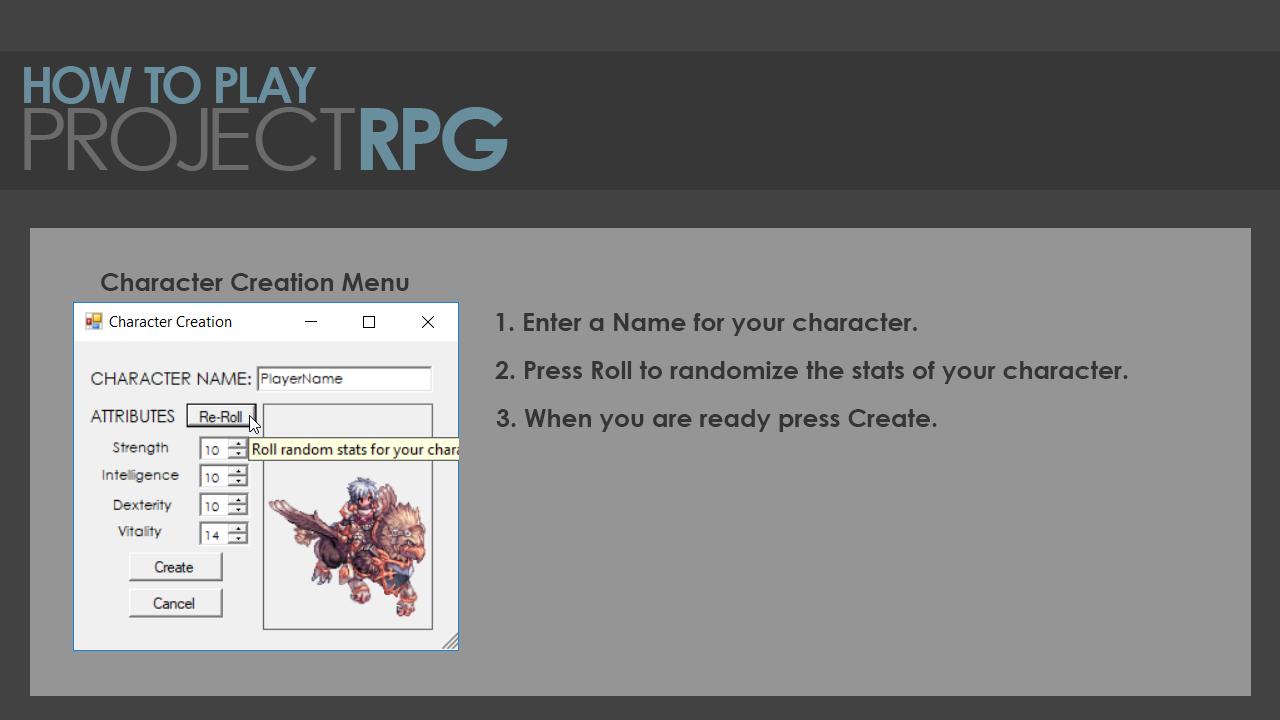 HOW TO PLAY
PROJECTRPG
Character Creation Menu
Character Creation
CHARACTER NAME: PlayerName
ATTRIBUTES Re-Roll
Roll random stats for your chara
Strength 10
Intelligence 10
Dexterity 10
Vitality 14
Create
Cancel
1. Enter a Name for your character.
2. Press Roll to randomize the stats of your character.
3. When you are ready press Create.